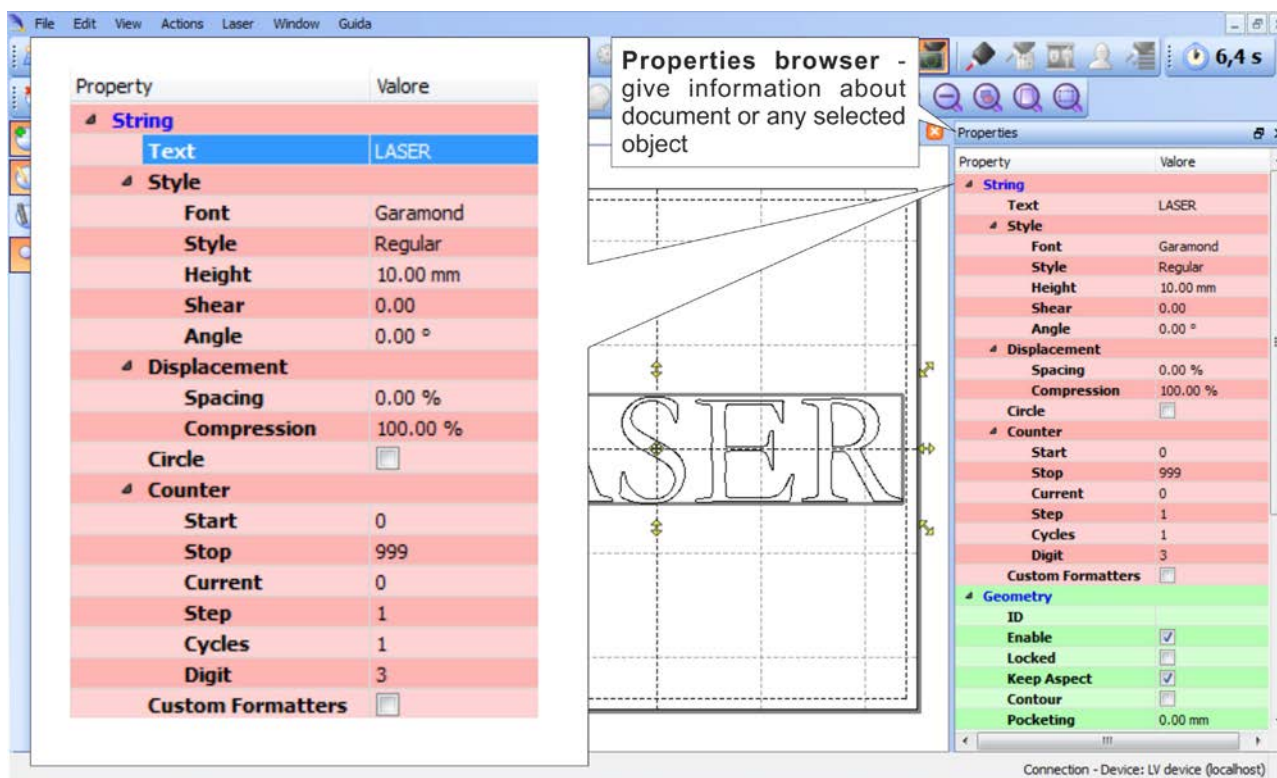 File Edit View Actions Laser Window Guida
Properties browser -
give information about
document or any selected
object
6,4 s
Property Valore
String
Text LASER
Style
Font Garamond
Style Regular
Height 10.00 mm
Shear 0.00
Angle 0.00 °
Displacement
Spacing 0.00 %
Compression 100.00 %
Circle
Counter
Start 0
Stop 999
Current 0
Step 1
Cycles 1
Digit 3
Custom Formatters
ASER
Properties
Property Valore
String
Text LASER
Style
Font Garamond
Style Regular
Height 10.00 mm
Shear 0.00
Angle 0.00 °
Displacement
Spacing 0.00 %
Compression 100.00 %
Circle
Counter
Start 0
Stop 999
Current 0
Step 1
Cycles 1
Digit 3
Custom Formatters
Geometry
ID
Enable
Locked
Keep Aspect
Contour
Pocketing 0.00 mm
Connection - Device: LV device (localhost)